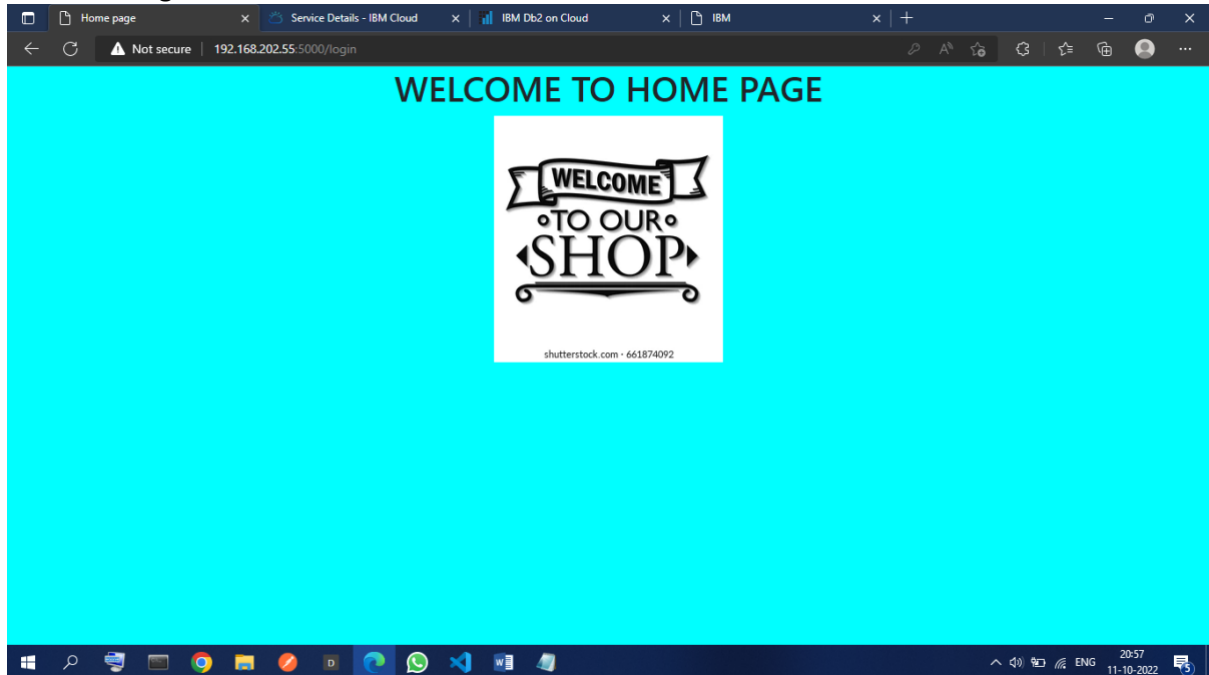 Home page
Service Details - IBM Cloud
IBM Db2 on Cloud
IBM
Not secure
192.168.202.55:5000/login
WELCOME TO HOME PAGE
WELCOME
TO OUR
SHOP
shutterstock.com · 661874092
ENG
20:57
11-10-2022